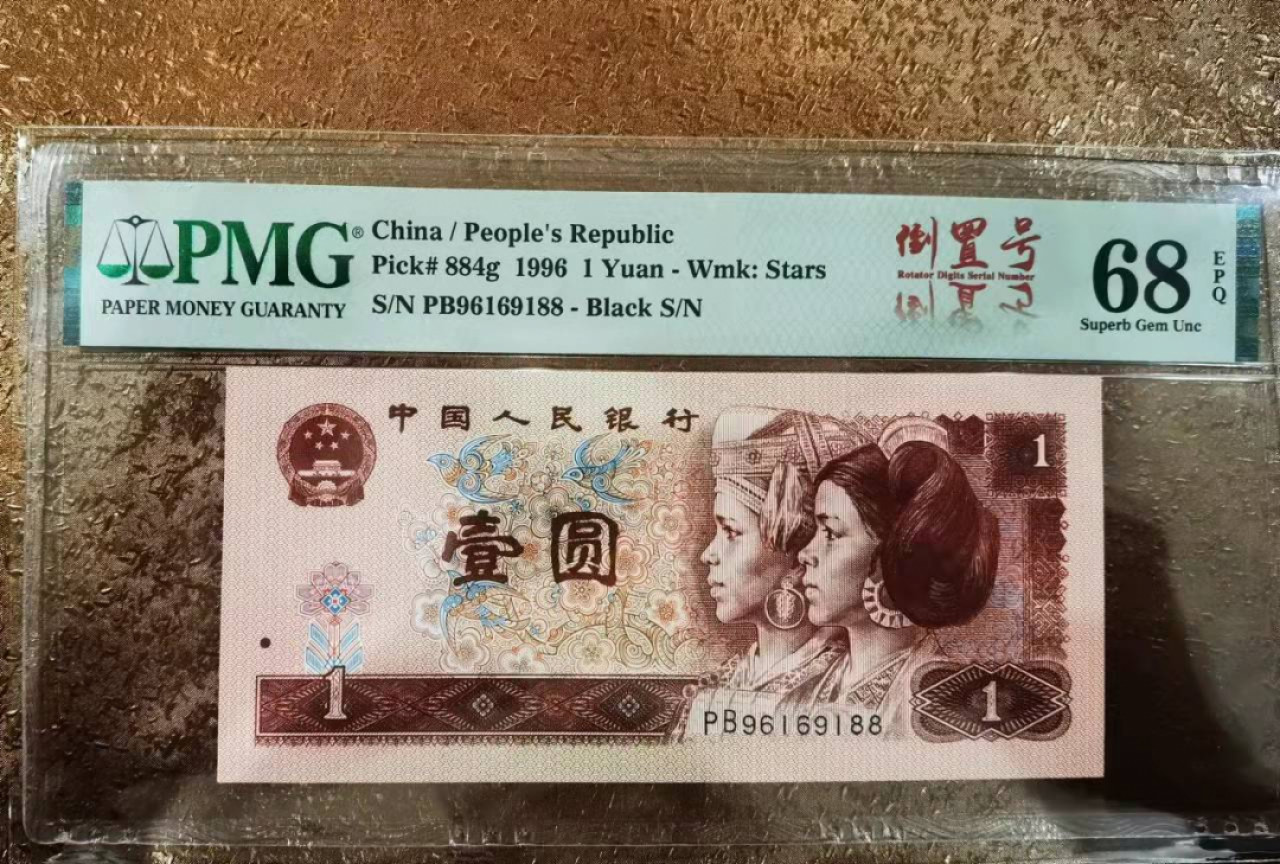 PMG®
PAPER MONEY GUARANTY
China / People's Republic
Pick# 884g 1996 1 Yuan - Wmk: Stars
S/N PB96169188 - Black S/N
倒置号
Rotator Digits Serial Number
68
EPQ
Superb Gem Unc
中国人民银行
1
壹圆
1
PB96169188
1